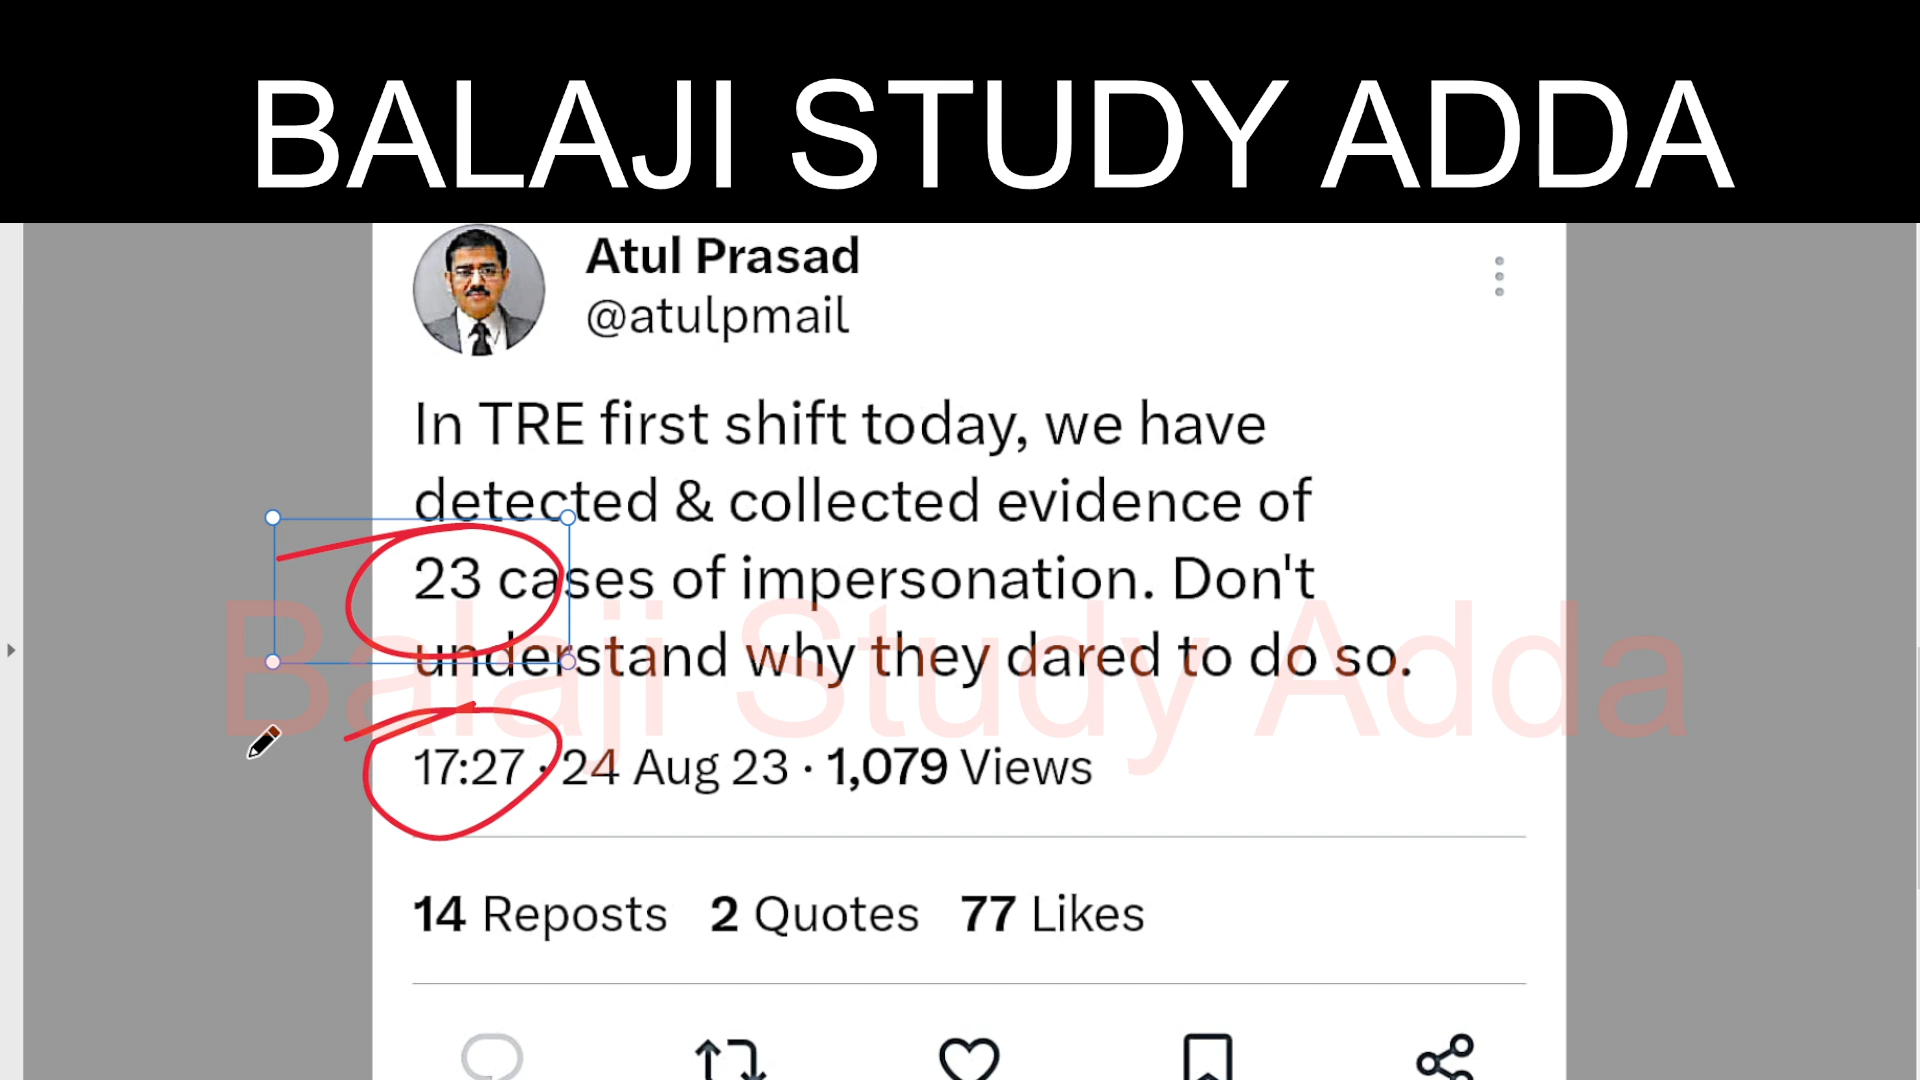 BALAJI STUDY ADDA
Atul Prasad
@atulpmail
In TRE first shift today, we have
detected & collected evidence of
23 cases of impersonation. Don't
understand why they dared to do so.
Balaji Study Adda
17:27 · 24 Aug 23 · 1,079 Views
14 Reposts 2 Quotes 77 Likes